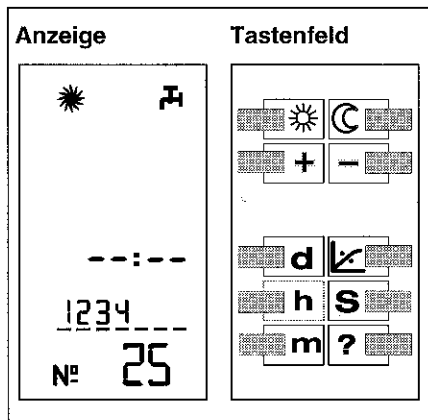 Anzeige
Tastenfeld
+ −
--:--
d
1234
h S
Nº 25
m ?